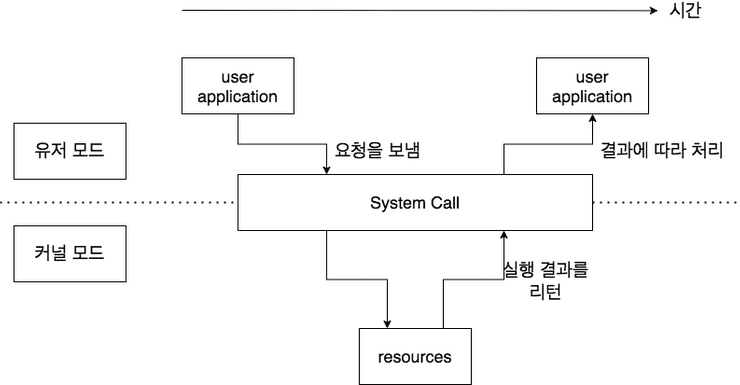 시간
user
application
user
application
유저 모드
요청을 보냄
결과에 따라 처리
System Call
커널 모드
실행 결과를
리턴
resources